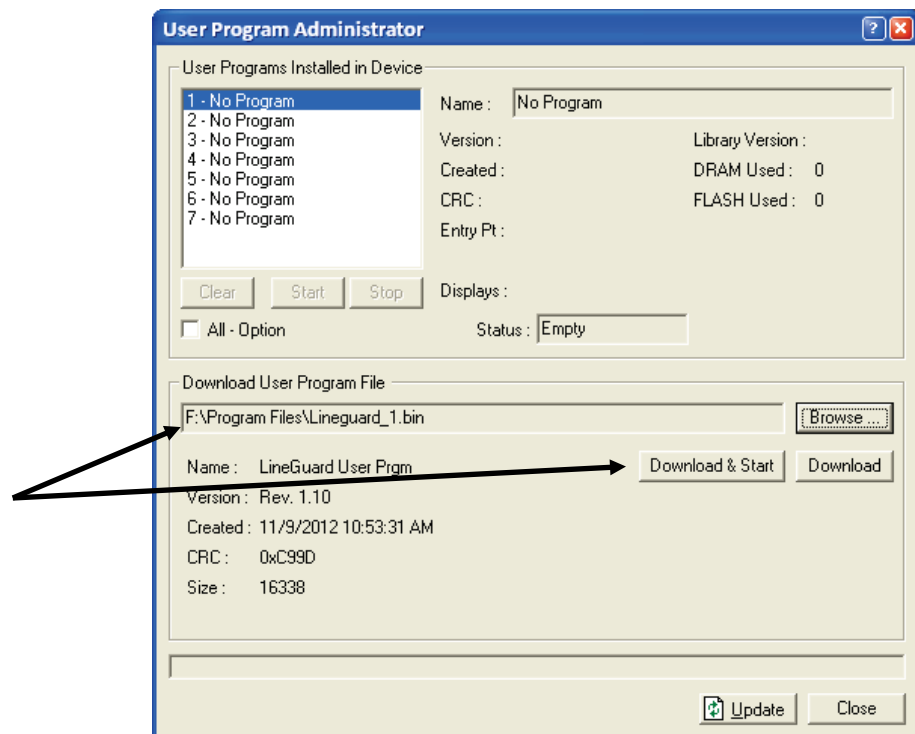 User Program Administrator
User Programs Installed in Device
1 - No Program
2 - No Program
3 - No Program
4 - No Program
5 - No Program
6 - No Program
7 - No Program
Name : No Program
Version : Library Version :
Created : DRAM Used : 0
CRC : FLASH Used : 0
Entry Pt :
Clear Start Stop Displays :
All - Option Status : Empty
Download User Program File
F:\Program Files\Lineguard_1.bin Browse ...
Name : LineGuard User Prgm Download & Start Download
Version : Rev. 1.10
Created : 11/9/2012 10:53:31 AM
CRC : 0xC99D
Size : 16338
Update Close